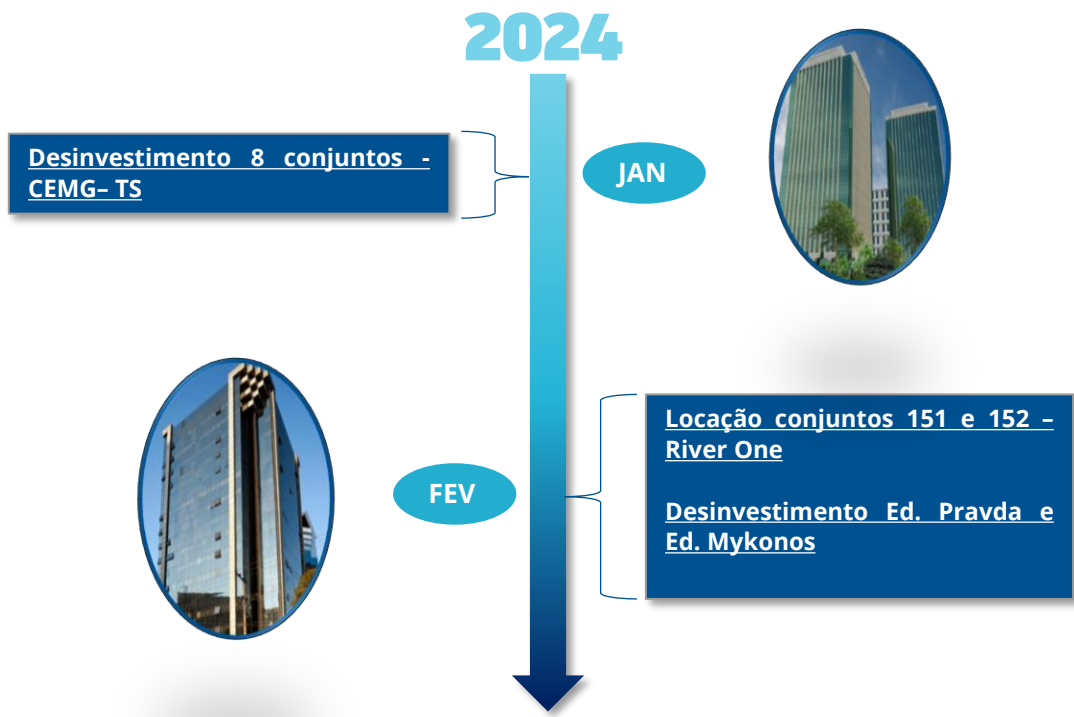 2024
Desinvestimento 8 conjuntos -
CEMG– TS
JAN
Locação conjuntos 151 e 152 –
River One
Desinvestimento Ed. Pravda e
Ed. Mykonos
FEV